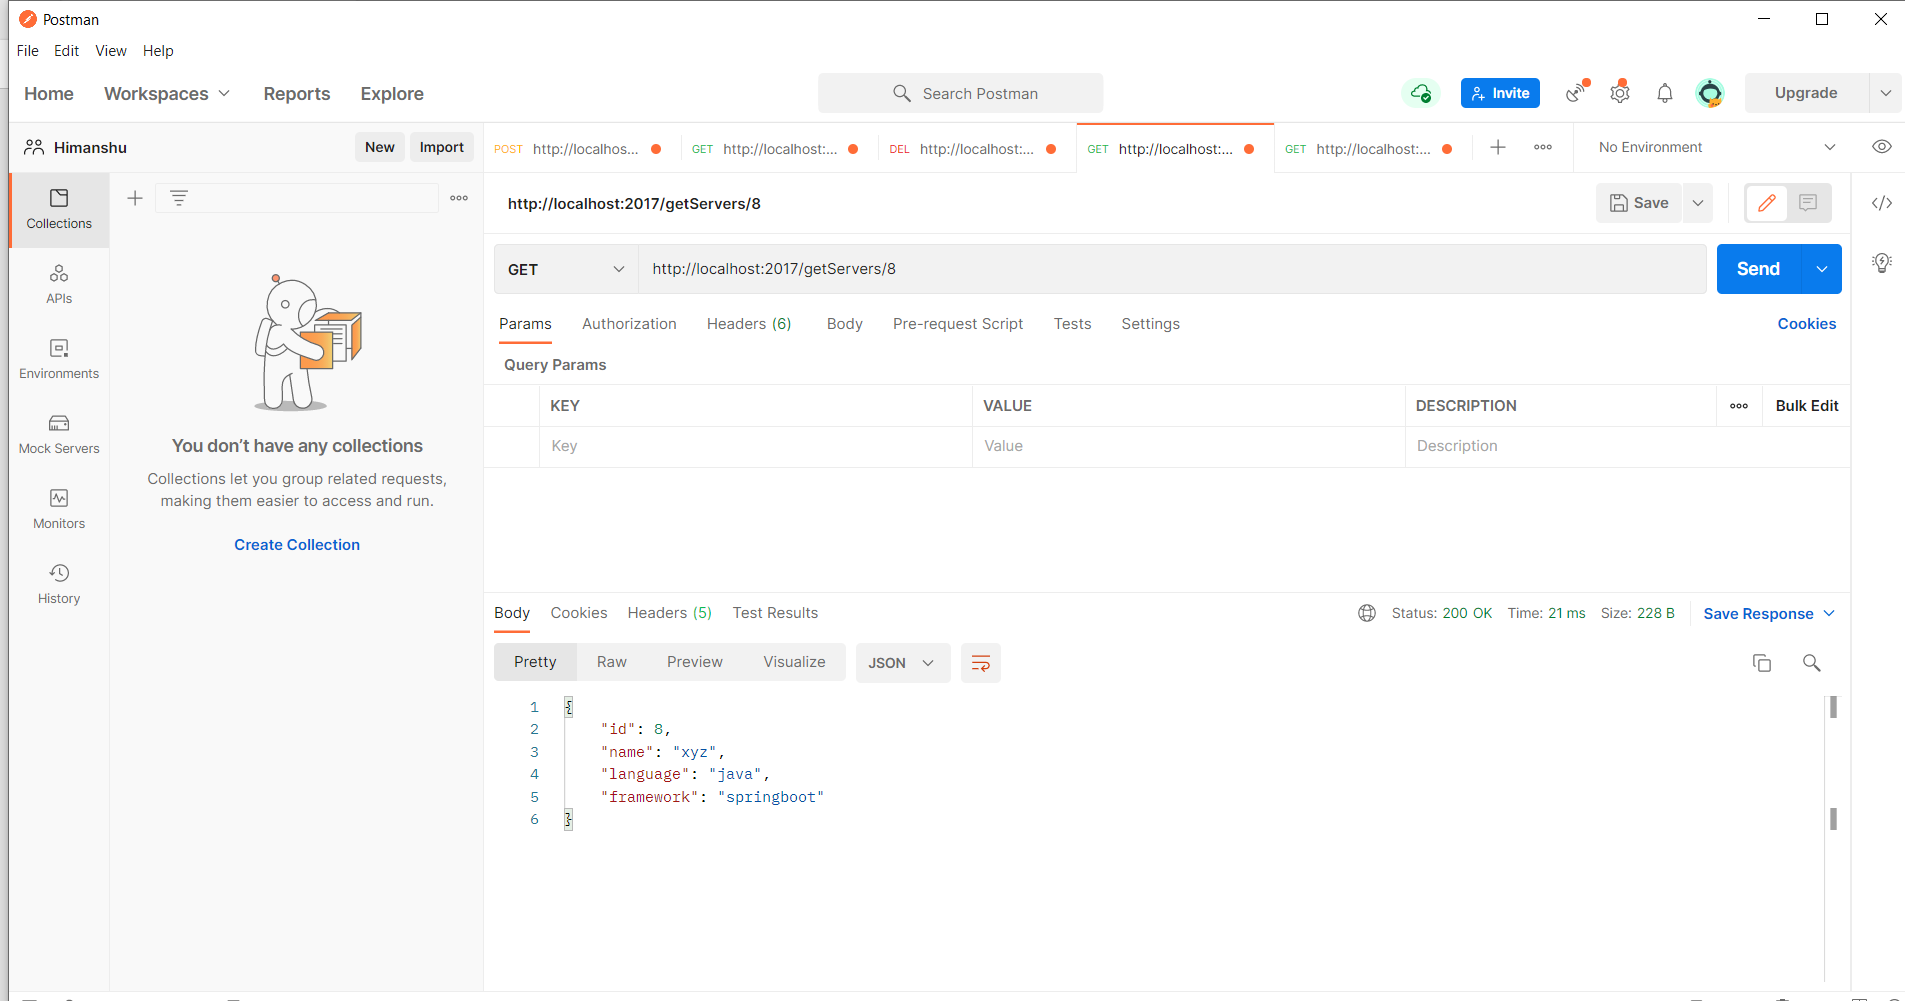 Postman
File Edit View Help
Home Workspaces Reports Explore
Search Postman
Invite
Upgrade
Himanshu
New Import
POST http://localhos...
GET http://localhost:...
DEL http://localhost:...
GET http://localhost:...
GET http://localhost:...
No Environment
Collections
APIs
Environments
Mock Servers
Monitors
History
You don’t have any collections
Collections let you group related requests,
making them easier to access and run.
Create Collection
http://localhost:2017/getServers/8
Save
GET http://localhost:2017/getServers/8
Send
Params Authorization Headers (6) Body Pre-request Script Tests Settings
Cookies
Query Params
KEY VALUE DESCRIPTION
Bulk Edit
Key Value Description
Body Cookies Headers (5) Test Results
Status: 200 OK Time: 21 ms Size: 228 B
Save Response
Pretty Raw Preview Visualize JSON
1 {
2 "id": 8,
3 "name": "xyz",
4 "language": "java",
5 "framework": "springboot"
6 }